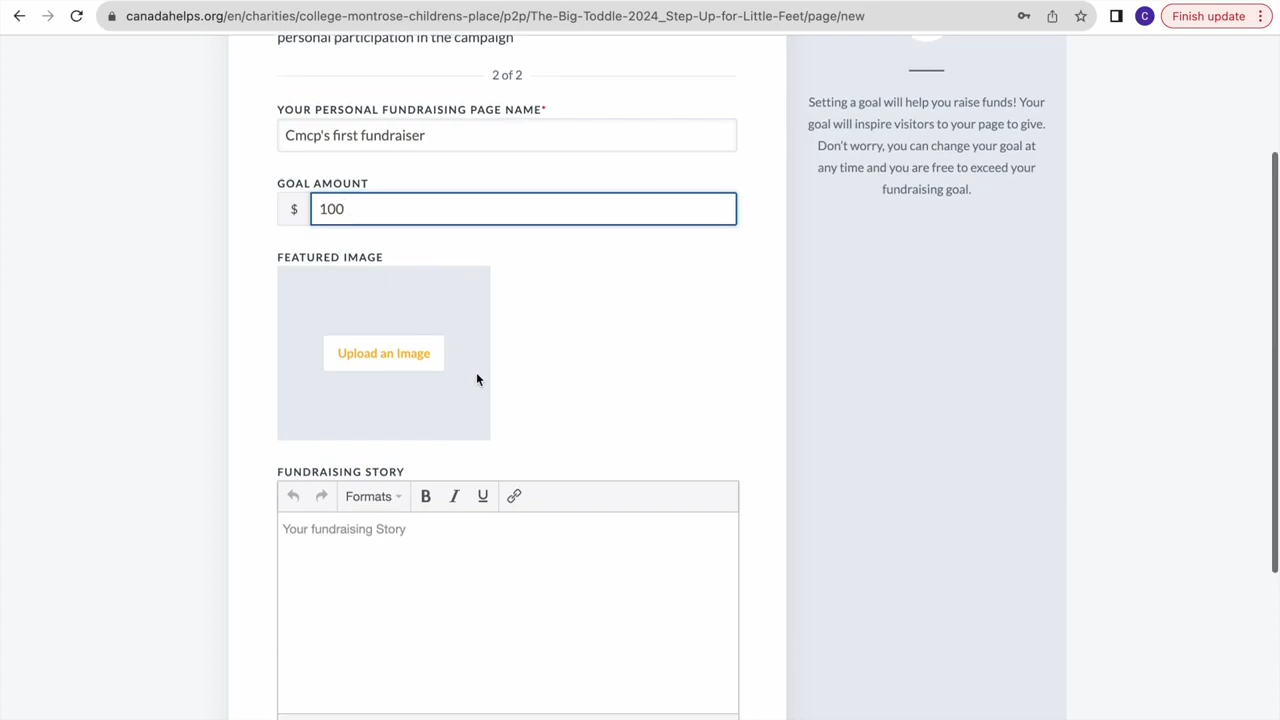 canadahelps.org/en/charities/college-montrose-childrens-place/p2p/The-Big-Toddle-2024_Step-Up-for-Little-Feet/page/new
C
Finish update
personal participation in the campaign
2 of 2
YOUR PERSONAL FUNDRAISING PAGE NAME*
Cmcp's first fundraiser
GOAL AMOUNT
$ 100
FEATURED IMAGE
Upload an Image
FUNDRAISING STORY
Formats B I U
Your fundraising Story
Setting a goal will help you raise funds! Your
goal will inspire visitors to your page to give.
Don't worry, you can change your goal at
any time and you are free to exceed your
fundraising goal.